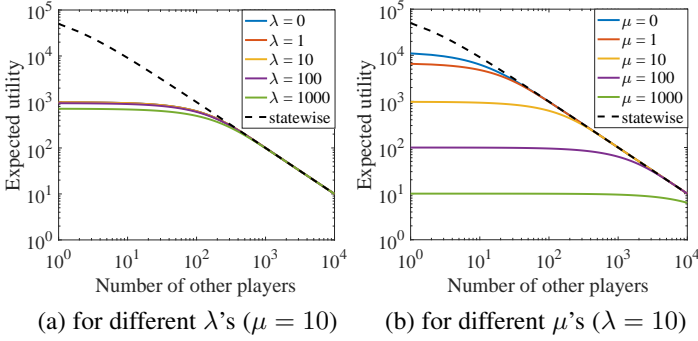 10^5
10^4
10^3
10^2
10^1
10^0
Expected utility
λ = 0
λ = 1
λ = 10
λ = 100
λ = 1000
statewise
10^0
10^1
10^2
10^3
10^4
Number of other players
(a) for different λ's (μ = 10)
10^5
10^4
10^3
10^2
10^1
10^0
Expected utility
μ = 0
μ = 1
μ = 10
μ = 100
μ = 1000
statewise
10^0
10^1
10^2
10^3
10^4
Number of other players
(b) for different μ's (λ = 10)